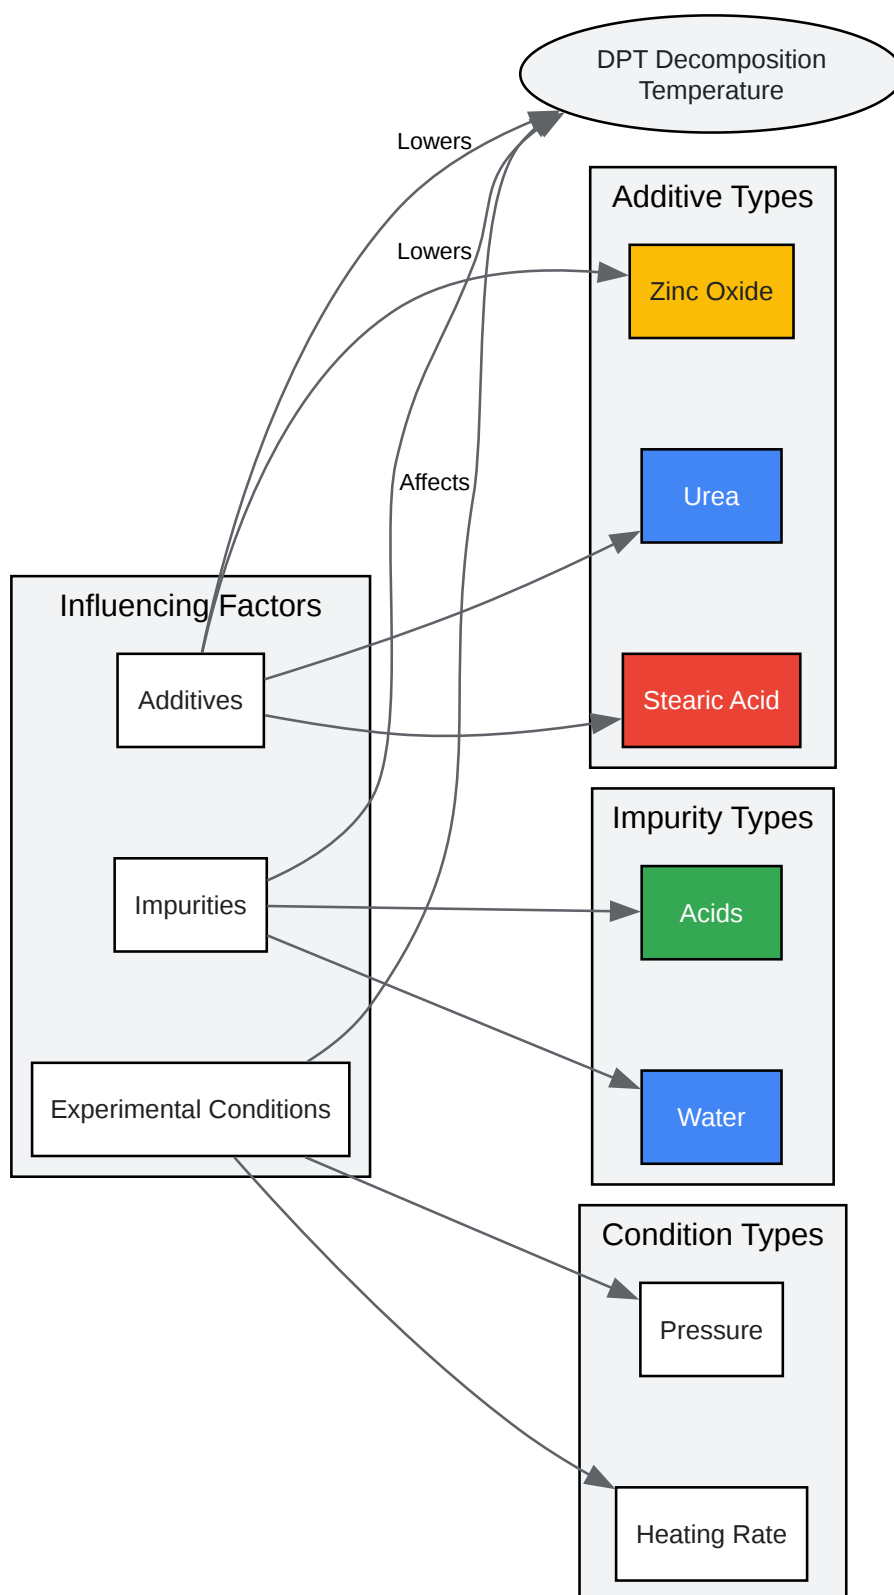 DPT Decomposition
Temperature
Lowers
Additive Types
Lowers
Zinc Oxide
Affects
Urea
Influencing Factors
Additives
Stearic Acid
Impurity Types
Impurities
Acids
Experimental Conditions
Water
Condition Types
Pressure
Heating Rate